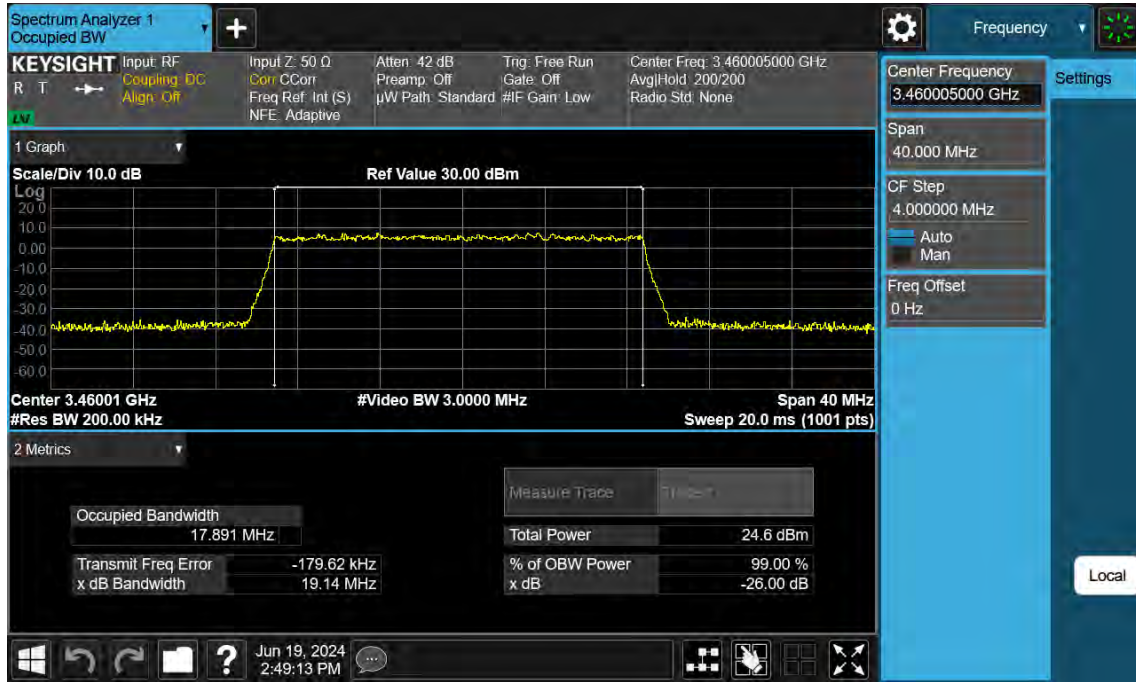 Spectrum Analyzer 1
Occupied BW
+
Frequency
KEYSIGHT
R T
LXI
Input: RF
Coupling: DC
Align: Off
Input Z: 50 Ω
Corr CCorr
Freq Ref: Int (S)
NFE: Adaptive
Atten: 42 dB
Preamp: Off
µW Path: Standard
Trig: Free Run
Gate: Off
#IF Gain: Low
Center Freq: 3.460005000 GHz
Avg|Hold: 200/200
Radio Std: None
Center Frequency
3.460005000 GHz
Settings
Span
40.000 MHz
CF Step
4.000000 MHz
Auto
Man
Freq Offset
0 Hz
Local
1 Graph
Scale/Div 10.0 dB
Ref Value 30.00 dBm
Log
20.0
10.0
0.00
-10.0
-20.0
-30.0
-40.0
-50.0
-60.0
Center 3.46001 GHz
#Video BW 3.0000 MHz
Span 40 MHz
#Res BW 200.00 kHz
Sweep 20.0 ms (1001 pts)
2 Metrics
Measure Trace
Occupied Bandwidth
17.891 MHz
Total Power 24.6 dBm
Transmit Freq Error -179.62 kHz
% of OBW Power 99.00 %
x dB Bandwidth 19.14 MHz
x dB -26.00 dB
?
Jun 19, 2024
2:49:13 PM